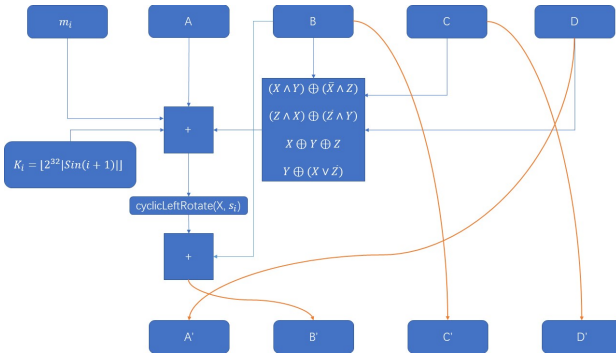 m_i
A
B
C
D
(X ∧ Y) ⊕ (X̄ ∧ Z)
(Z ∧ X) ⊕ (Z̄ ∧ Y)
X ⊕ Y ⊕ Z
Y ⊕ (X ∨ Z̄)
+
K_i = ⌊2^32|Sin(i + 1)|⌋
cyclicLeftRotate(X, s_i)
+
A'
B'
C'
D'